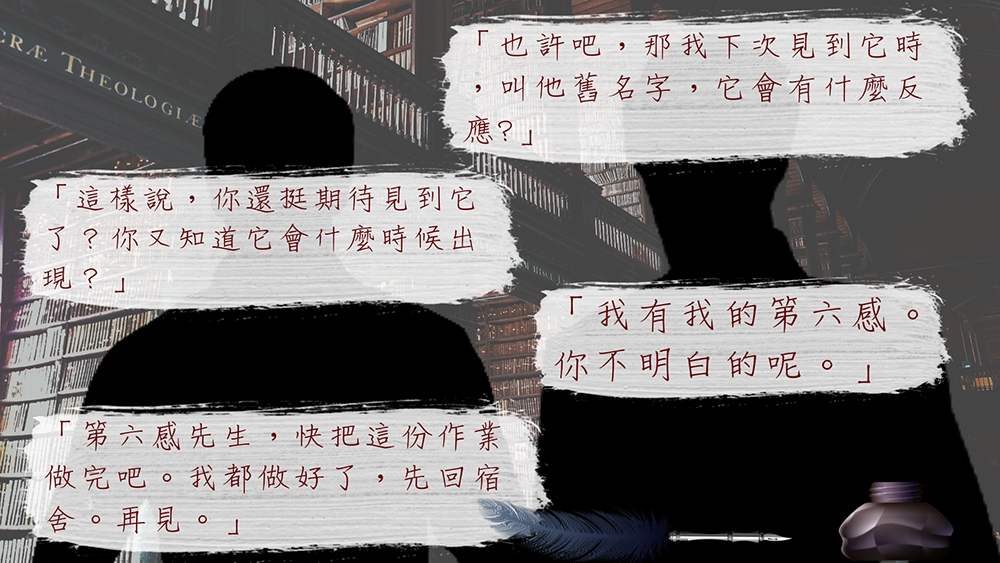 CRÆ THEOLOGIÆ
「也許吧，那我下次見到它時
，叫他舊名字，它會有什麼反
應?」
「這樣說，你還挺期待見到它
了？你又知道它會什麼時候出
現？」
「我有我的第六感。
你不明白的呢。」
「第六感先生，快把這份作業
做完吧。我都做好了，先回宿
舍。再見。」